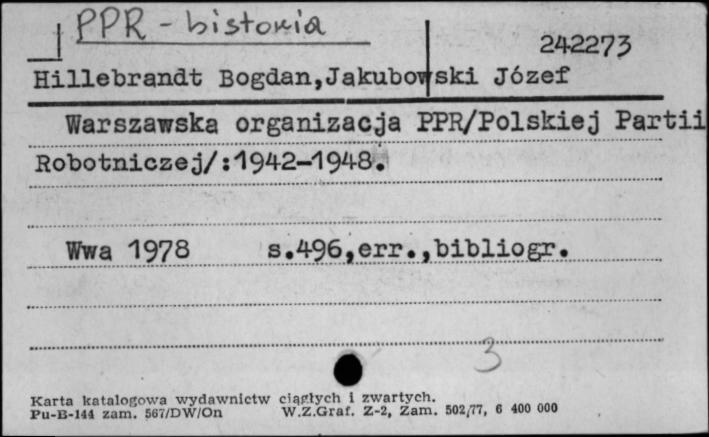 PPR - historia
242273
Hillebrandt Bogdan,Jakubowski Józef
Warszawska organizacja PPR/Polskiej Partii
Robotniczej/:1942-1948.
Wwa 1978 s.496,err.,bibliogr.
3
Karta katalogowa wydawnictw ciągłych i zwartych.
Pu-B-144 zam. 567/DW/On W.Z.Graf. Z-2, Zam. 502/77, 6 400 000